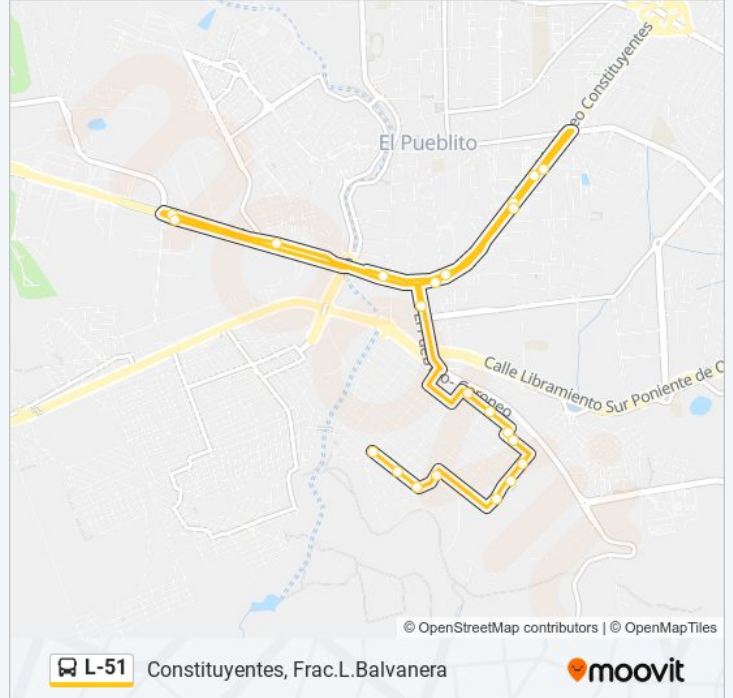 eo Constituyentes
El Pueblito
Calle Libramiento Sur Poniente de C
© OpenStreetMap contributors | © OpenMapTiles
L-51 Constituyentes, Frac.L.Balvanera moovit